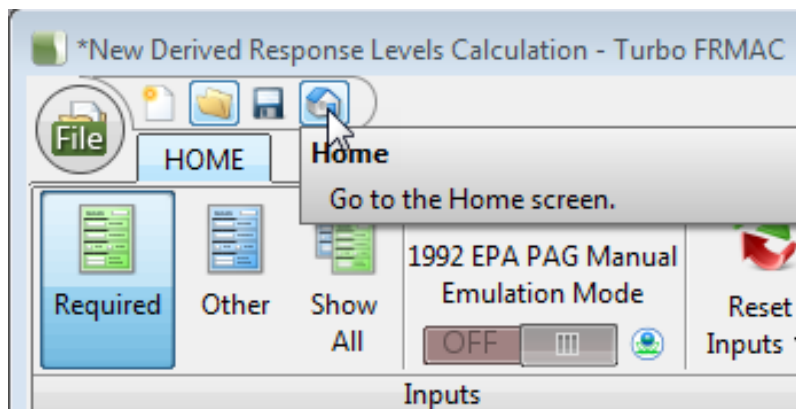 *New Derived Response Levels Calculation - Turbo FRMAC
File
HOME
Home
Go to the Home screen.
Required
Other
Show
All
1992 EPA PAG Manual
Emulation Mode
OFF
Reset
Inputs
Inputs